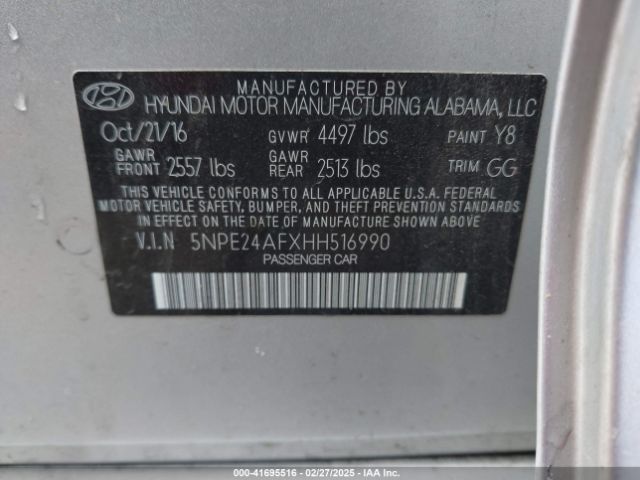 MANUFACTURED BY
HYUNDAI MOTOR MANUFACTURING ALABAMA, LLC
Oct/21/16 GVWR 4497 lbs PAINT Y8
GAWR FRONT 2557 lbs GAWR REAR 2513 lbs TRIM GG
THIS VEHICLE CONFORMS TO ALL APPLICABLE U.S.A. FEDERAL
MOTOR VEHICLE SAFETY, BUMPER, AND THEFT PREVENTION STANDARDS
IN EFFECT ON THE DATE OF MANUFACTURE SHOWN ABOVE.
V.I.N 5NPE24AFXHH516990
PASSENGER CAR
000-41695516 | 02/27/2025 | IAA Inc.